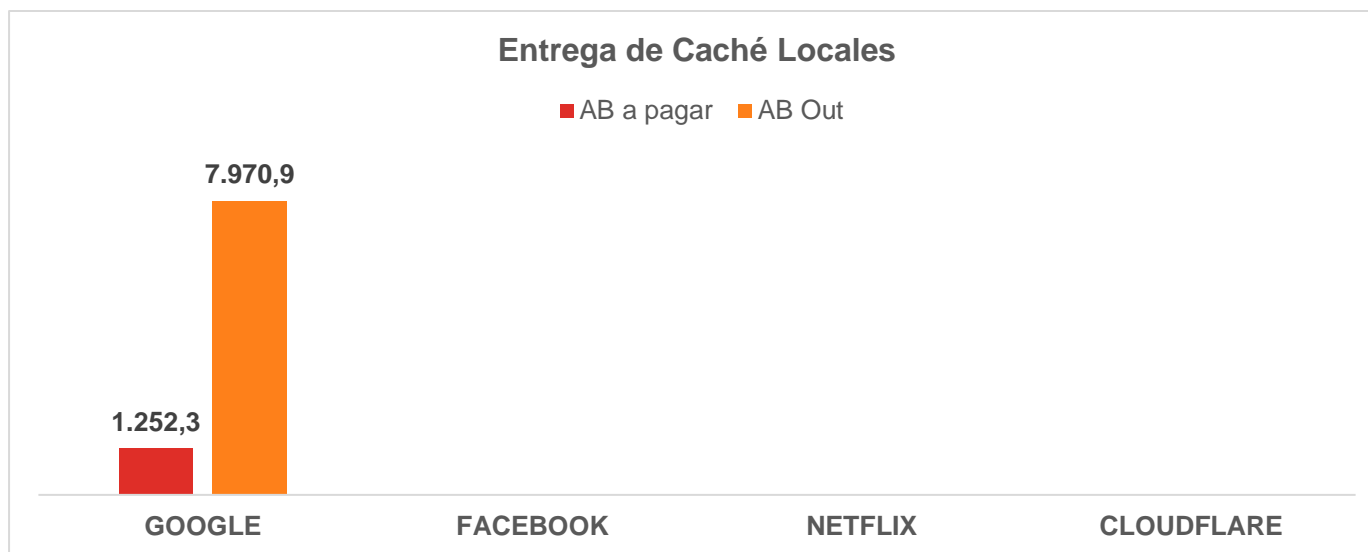 Entrega de Caché Locales
AB a pagar AB Out
7.970,9
1.252,3
GOOGLE FACEBOOK NETFLIX CLOUDFLARE